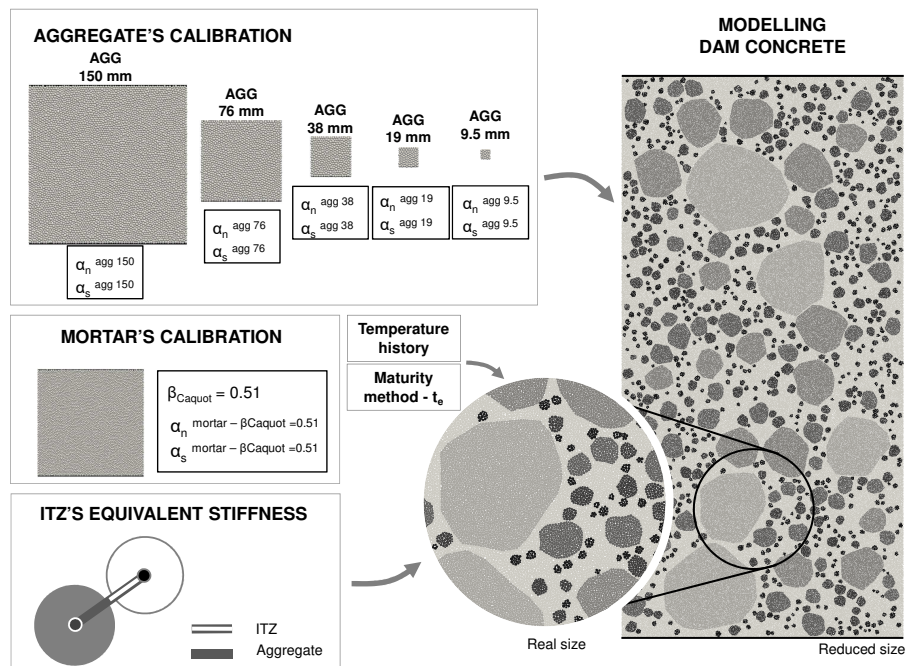 AGGREGATE'S CALIBRATION
AGG
150 mm
AGG
76 mm
AGG
38 mm
AGG
19 mm
AGG
9.5 mm
αn agg 150
αs agg 150
αn agg 76
αs agg 76
αn agg 38
αs agg 38
αn agg 19
αs agg 19
αn agg 9.5
αs agg 9.5
MODELLING
DAM CONCRETE
MORTAR'S CALIBRATION
βCaquot = 0.51
αn mortar – βCaquot =0.51
αs mortar – βCaquot =0.51
Temperature
history
Maturity
method - te
ITZ'S EQUIVALENT STIFFNESS
ITZ
Aggregate
Real size
Reduced size